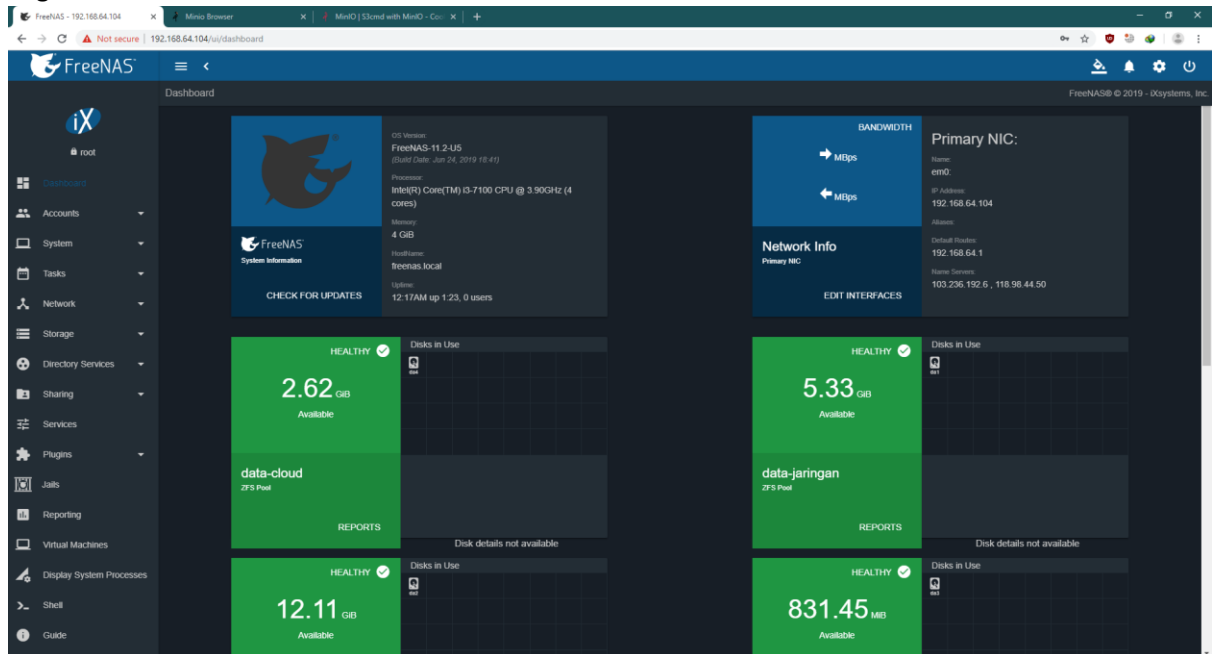 FreeNAS - 192.168.64.104
Minio Browser
MinIO | S3cmd with MinIO - Coo
Not secure | 192.168.64.104/ui/dashboard
FreeNAS
Dashboard
FreeNAS® © 2019 - iXsystems, Inc.
iX
root
Dashboard
Accounts
System
Tasks
Network
Storage
Directory Services
Sharing
Services
Plugins
Jails
Reporting
Virtual Machines
Display System Processes
Shell
Guide
FreeNAS
System Information
CHECK FOR UPDATES
OS Version:
FreeNAS-11.2-U5
(Build Date: Jun 24, 2019 18:41)
Processor:
Intel(R) Core(TM) i3-7100 CPU @ 3.90GHz (4
cores)
Memory:
4 GiB
HostName:
freenas.local
Uptime:
12:17AM up 1:23, 0 users
BANDWIDTH
MBps
MBps
Network Info
Primary NIC
EDIT INTERFACES
Primary NIC:
Name:
em0:
IP Address:
192.168.64.104
Aliases:
Default Routes:
192.168.64.1
Name Servers:
103.236.192.6 , 118.98.44.50
HEALTHY
2.62 GiB
Available
data-cloud
ZFS Pool
REPORTS
Disks in Use
da4
Disk details not available
HEALTHY
5.33 GiB
Available
data-jaringan
ZFS Pool
REPORTS
Disks in Use
da1
Disk details not available
HEALTHY
12.11 GiB
Available
Disks in Use
da2
HEALTHY
831.45 MiB
Available
Disks in Use
da3